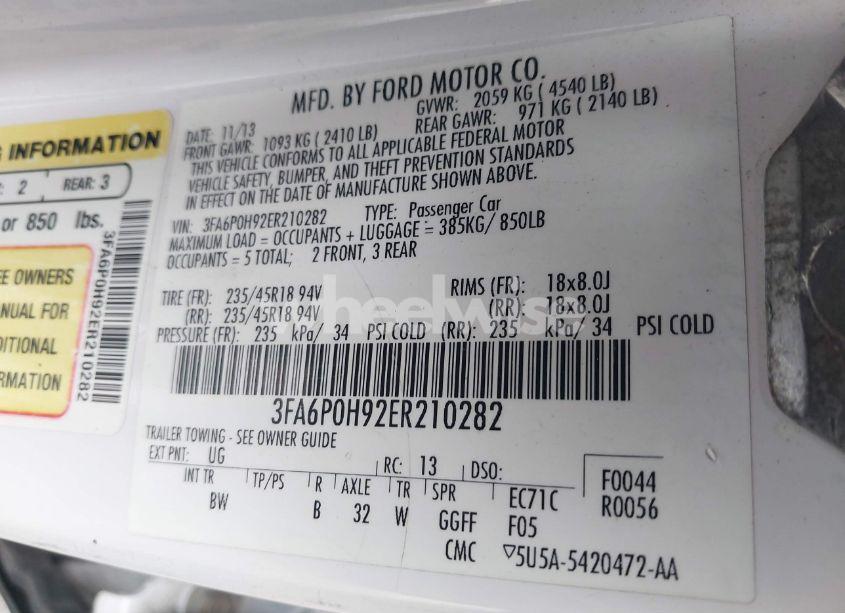 MFD. BY FORD MOTOR CO.
DATE: 11/13
GVWR: 2059 KG ( 4540 LB)
FRONT GAWR: 1093 KG ( 2410 LB)
REAR GAWR: 971 KG ( 2140 LB)
THIS VEHICLE CONFORMS TO ALL APPLICABLE FEDERAL MOTOR
VEHICLE SAFETY, BUMPER, AND THEFT PREVENTION STANDARDS
IN EFFECT ON THE DATE OF MANUFACTURE SHOWN ABOVE.
VIN: 3FA6P0H92ER210282 TYPE: Passenger Car
MAXIMUM LOAD = OCCUPANTS + LUGGAGE = 385KG/ 850LB
OCCUPANTS = 5 TOTAL; 2 FRONT, 3 REAR
TIRE (FR): 235/45R18 94V RIMS (FR): 18x8.0J
(RR): 235/45R18 94V (RR): 18x8.0J
PRESSURE (FR): 235 kPa/ 34 PSI COLD (RR): 235 kPa/ 34 PSI COLD
3FA6P0H92ER210282
TRAILER TOWING - SEE OWNER GUIDE
EXT PNT: UG RC: 13 DSO:
INT TR TP/PS R AXLE TR SPR EC71C F0044
BW B 32 W GGFF F05 R0056
CMC ▽5U5A-5420472-AA
INFORMATION
2 REAR: 3
or 850 lbs.
OWNERS
FOR
3FA6P0H92ER210282
wheelwise